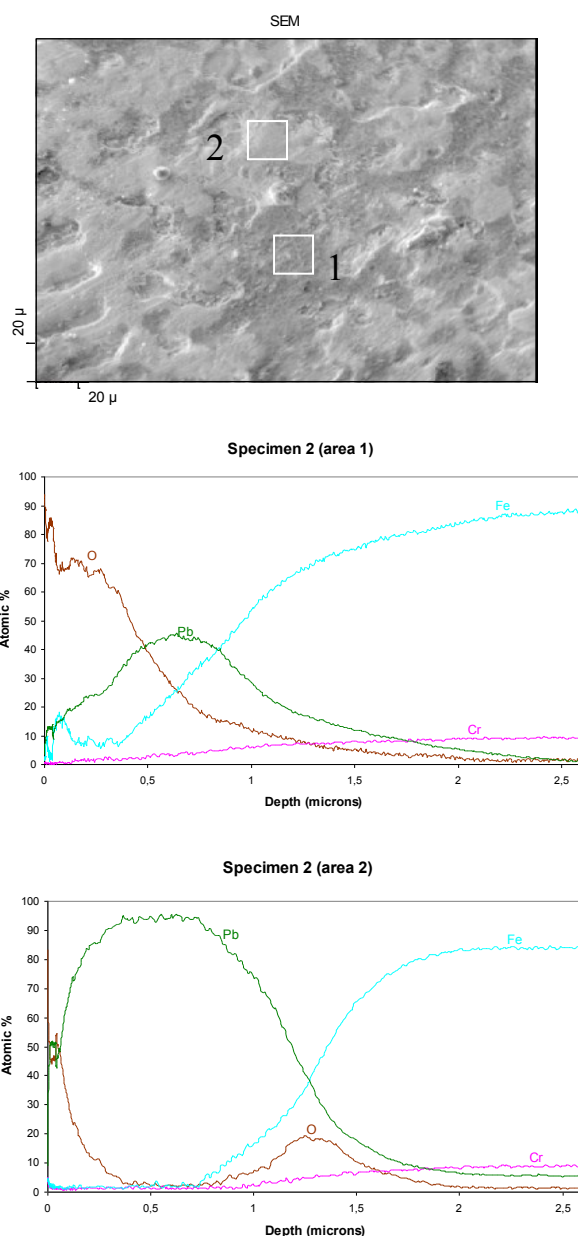 SEM
2
1
20 µ
20 µ
Specimen 2 (area 1)
100
90
80
70
60
50
40
30
20
10
0
Atomic %
O
Pb
Fe
Cr
0 0,5 1 1,5 2 2,5
Depth (microns)
Specimen 2 (area 2)
100
90
80
70
60
50
40
30
20
10
0
Atomic %
Pb
Fe
O
Cr
0 0,5 1 1,5 2 2,5
Depth (microns)